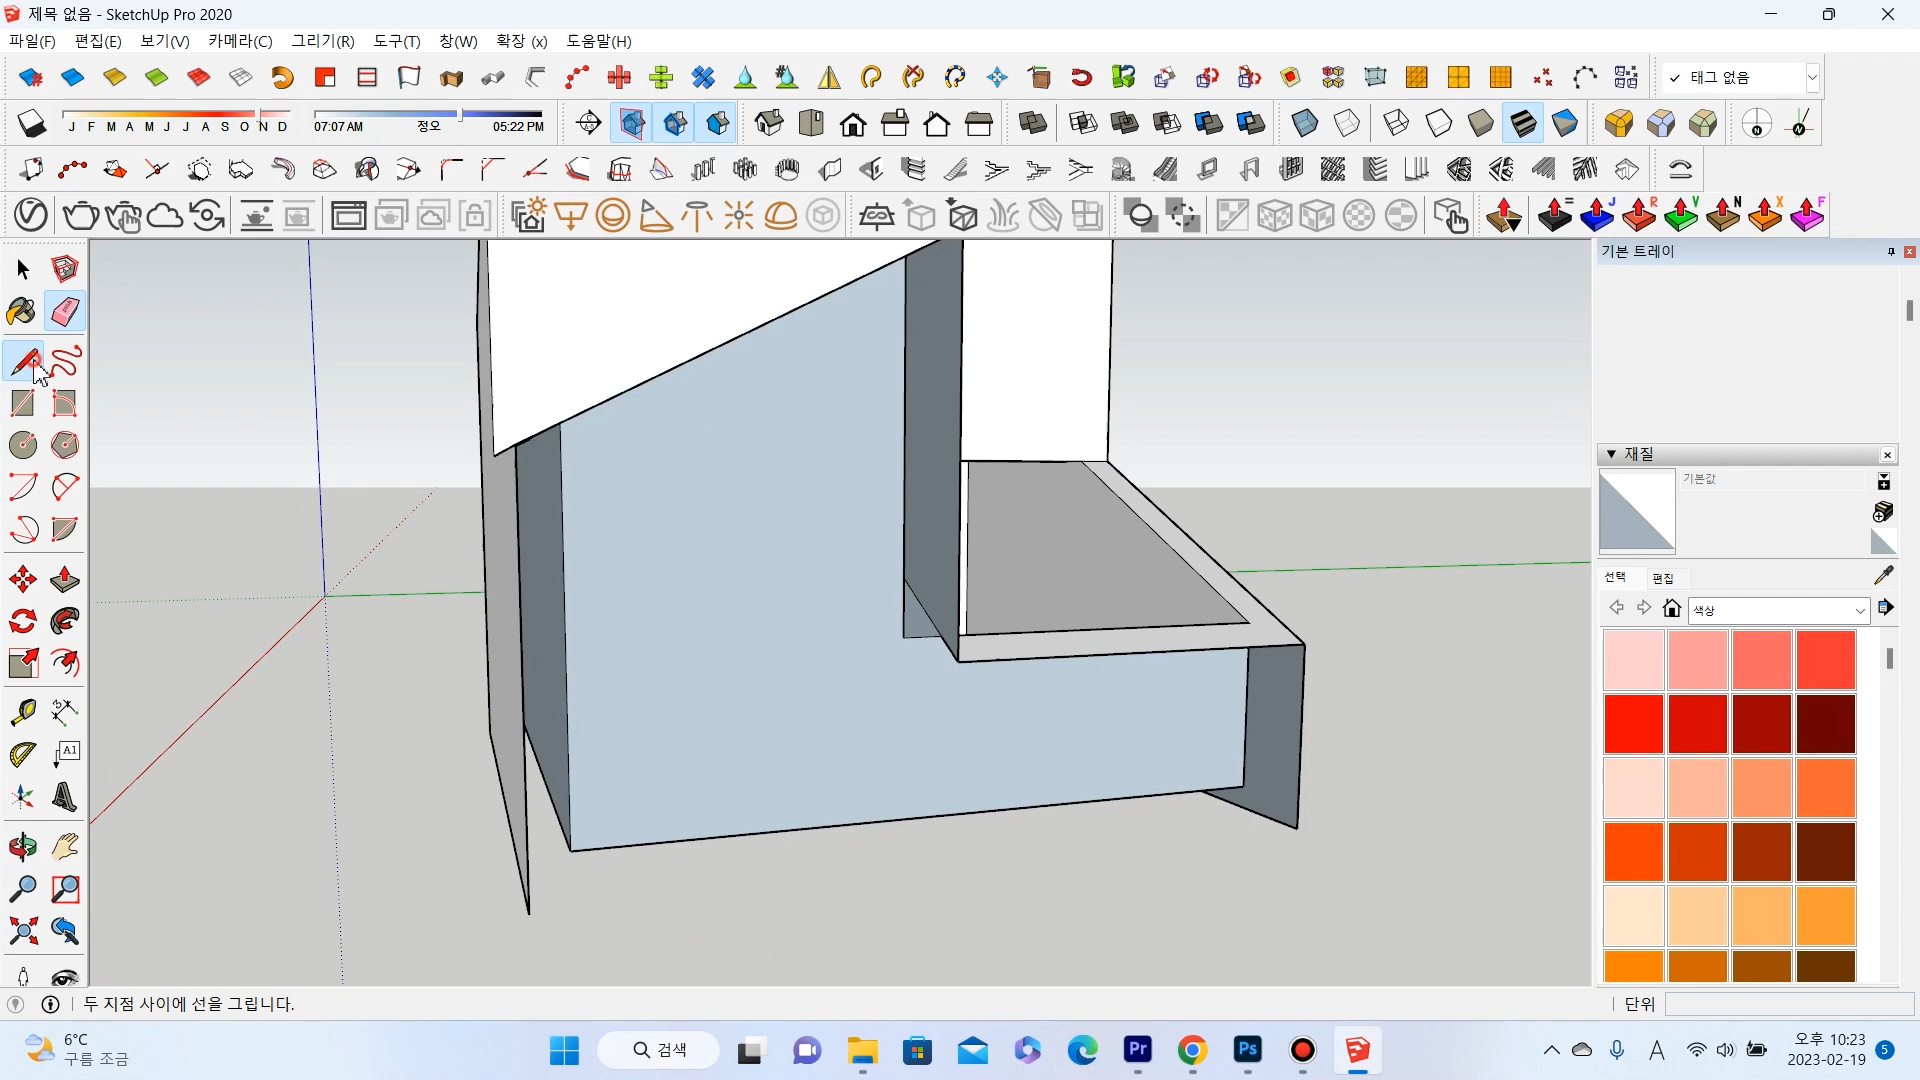 제목 없음 - SketchUp Pro 2020
파일(F) 편집(E) 보기(V) 카메라(C) 그리기(R) 도구(T) 창(W) 확장 (x) 도움말(H)
태그 없음
J F M A M J J A S O N D
07:07 AM 정오 05:22 PM
= J R V N X F
기본 트레이
재질
기본값
선택 편집
색상
A1
두 지점 사이에 선을 그립니다.
단위
6°C
구름 조금
검색
Pr
Ps
A
오후 10:23
2023-02-19
5